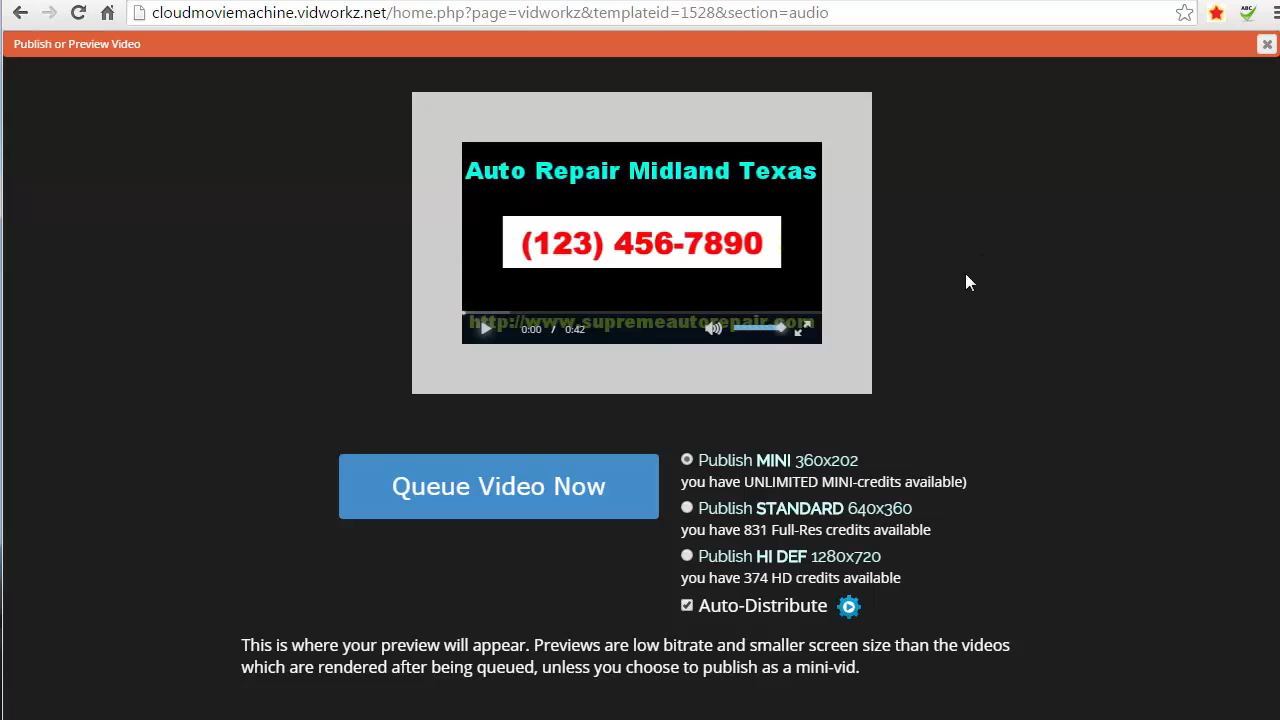 cloudmoviemachine.vidworkz.net/home.php?page=vidworkz&templateid=1528&section=audio
ABC
Publish or Preview Video
Auto Repair Midland Texas
(123) 456-7890
http://www.supremeautorepair.com
0:00 / 0:42
Queue Video Now
Publish MINI 360x202
you have UNLIMITED MINI-credits available)
Publish STANDARD 640x360
you have 831 Full-Res credits available
Publish HI DEF 1280x720
you have 374 HD credits available
Auto-Distribute
This is where your preview will appear. Previews are low bitrate and smaller screen size than the videos
which are rendered after being queued, unless you choose to publish as a mini-vid.